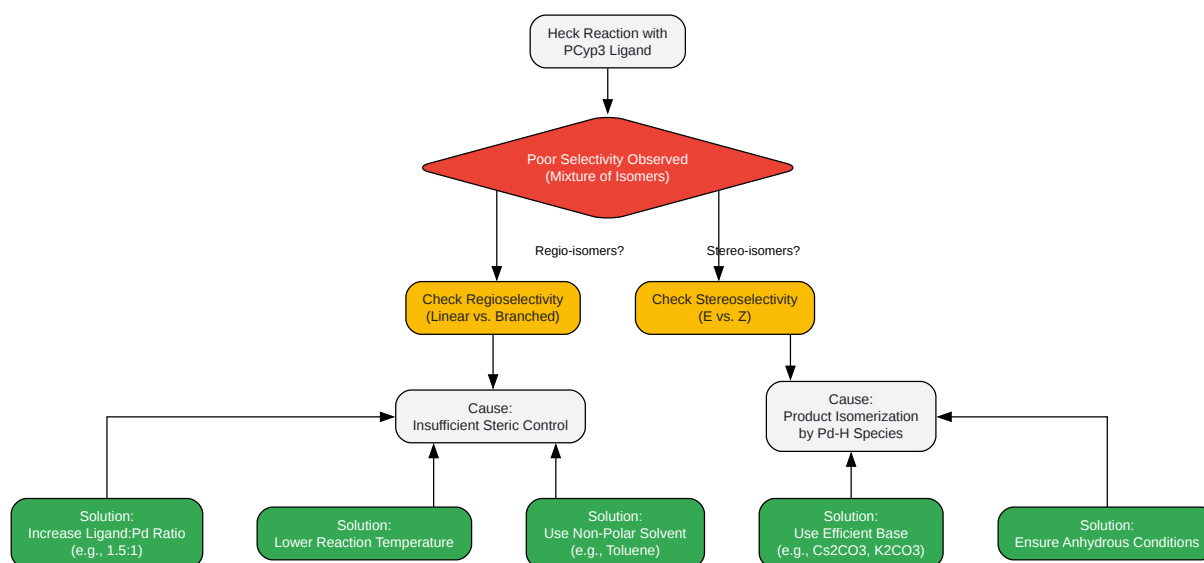 Heck Reaction with
PCyp3 Ligand
Poor Selectivity Observed
(Mixture of Isomers)
Regio-isomers?
Stereo-isomers?
Check Regioselectivity
(Linear vs. Branched)
Check Stereoselectivity
(E vs. Z)
Cause:
Insufficient Steric Control
Cause:
Product Isomerization
by Pd-H Species
Solution:
Increase Ligand:Pd Ratio
(e.g., 1.5:1)
Solution:
Lower Reaction Temperature
Solution:
Use Non-Polar Solvent
(e.g., Toluene)
Solution:
Use Efficient Base
(e.g., Cs2CO3, K2CO3)
Solution:
Ensure Anhydrous Conditions